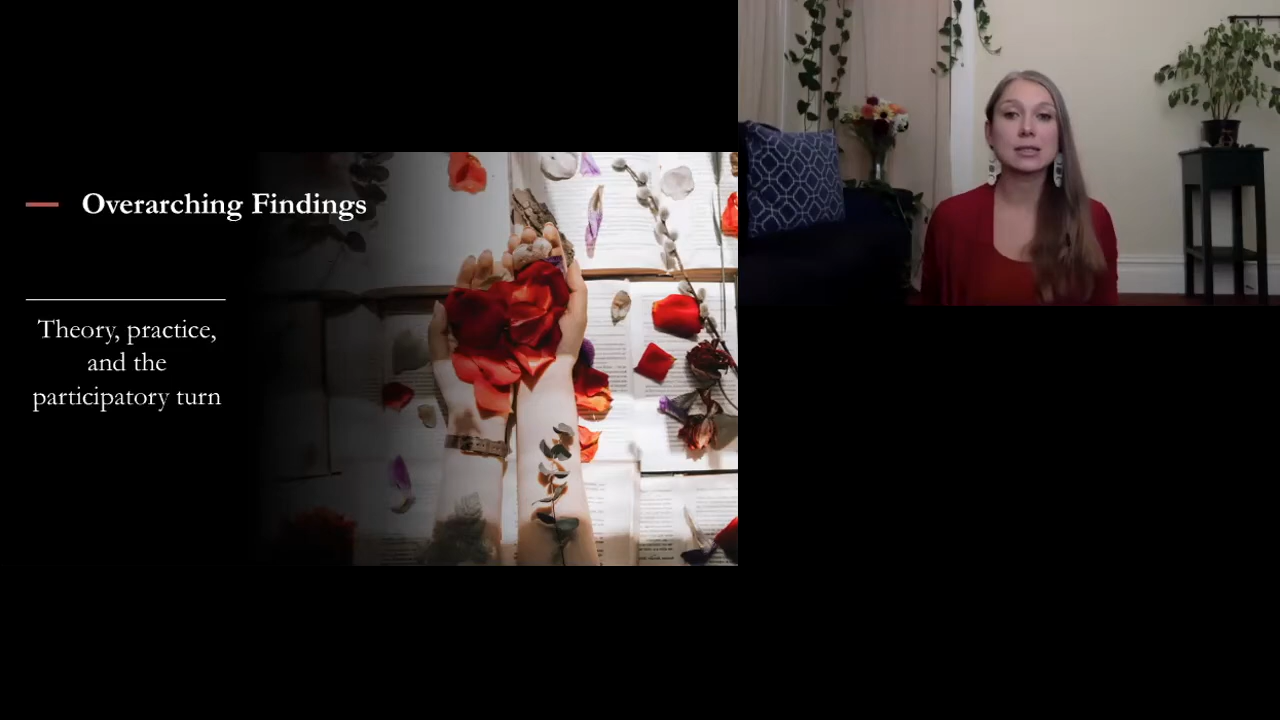 Overarching Findings
Theory, practice,
and the
participatory turn